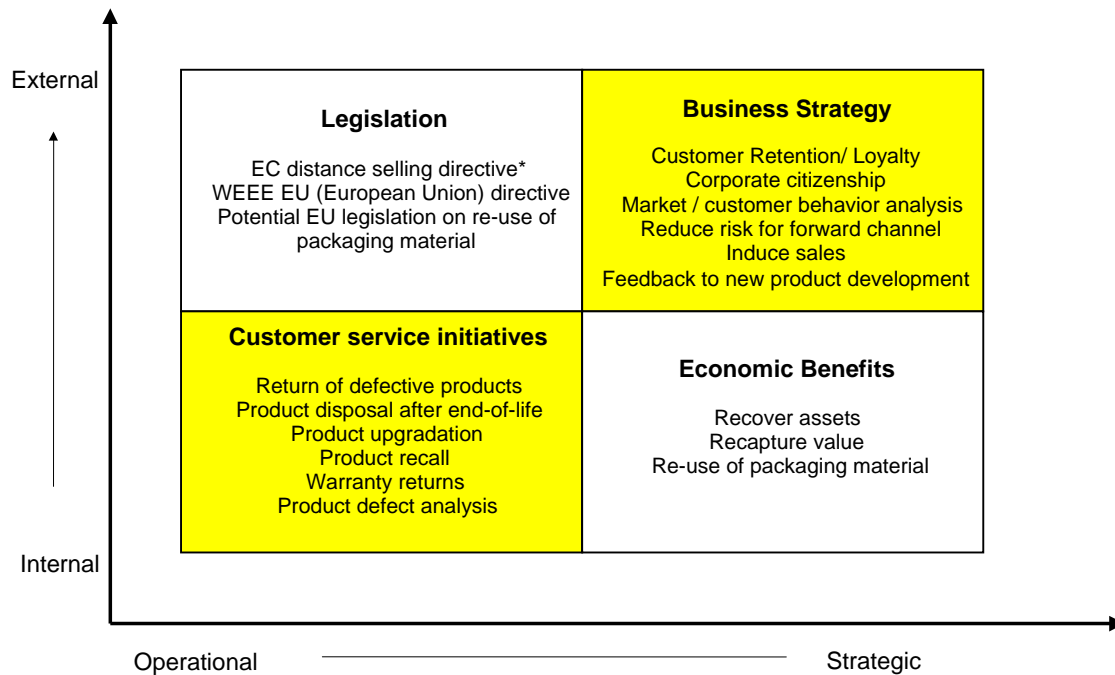 External
Legislation
EC distance selling directive*
WEEE EU (European Union) directive
Potential EU legislation on re-use of
packaging material
Business Strategy
Customer Retention/ Loyalty
Corporate citizenship
Market / customer behavior analysis
Reduce risk for forward channel
Induce sales
Feedback to new product development
Customer service initiatives
Return of defective products
Product disposal after end-of-life
Product upgradation
Product recall
Warranty returns
Product defect analysis
Economic Benefits
Recover assets
Recapture value
Re-use of packaging material
Internal
Operational
Strategic